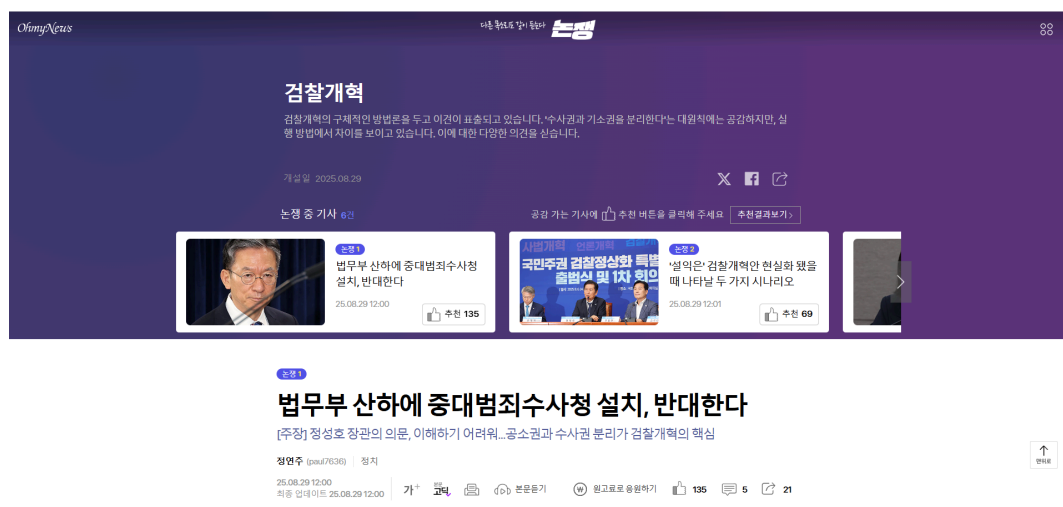 OhmyNews
다른 목소리도 같이 듣는다 논쟁
검찰개혁
검찰개혁의 구체적인 방법론을 두고 이견이 표출되고 있습니다. '수사권과 기소권을 분리한다'는 대원칙에는 공감하지만, 실
행 방법에서 차이를 보이고 있습니다. 이에 대한 다양한 의견을 싣습니다.
개설일 2025.08.29
논쟁 중 기사 6건
공감 가는 기사에 추천 버튼을 클릭해 주세요 추천결과보기 >
논쟁 1
법무부 산하에 중대범죄수사청
설치, 반대한다
25.08.29 12:00
추천 135
사법개혁 언론개혁
국민주권 검찰정상화 특별
출범식 및 1차 회의
논쟁 2
'설익은' 검찰개혁안 현실화 됐을
때 나타날 두 가지 시나리오
25.08.29 12:01
추천 69
논쟁 1
법무부 산하에 중대범죄수사청 설치, 반대한다
[주장] 정성호 장관의 의문, 이해하기 어려워...공소권과 수사권 분리가 검찰개혁의 핵심
정연주 (paul7636) 정치
25.08.29 12:00
최종 업데이트 25.08.29 12:00
가+ 고딕 본문듣기 원고료로 응원하기 135 5 21
맨위로